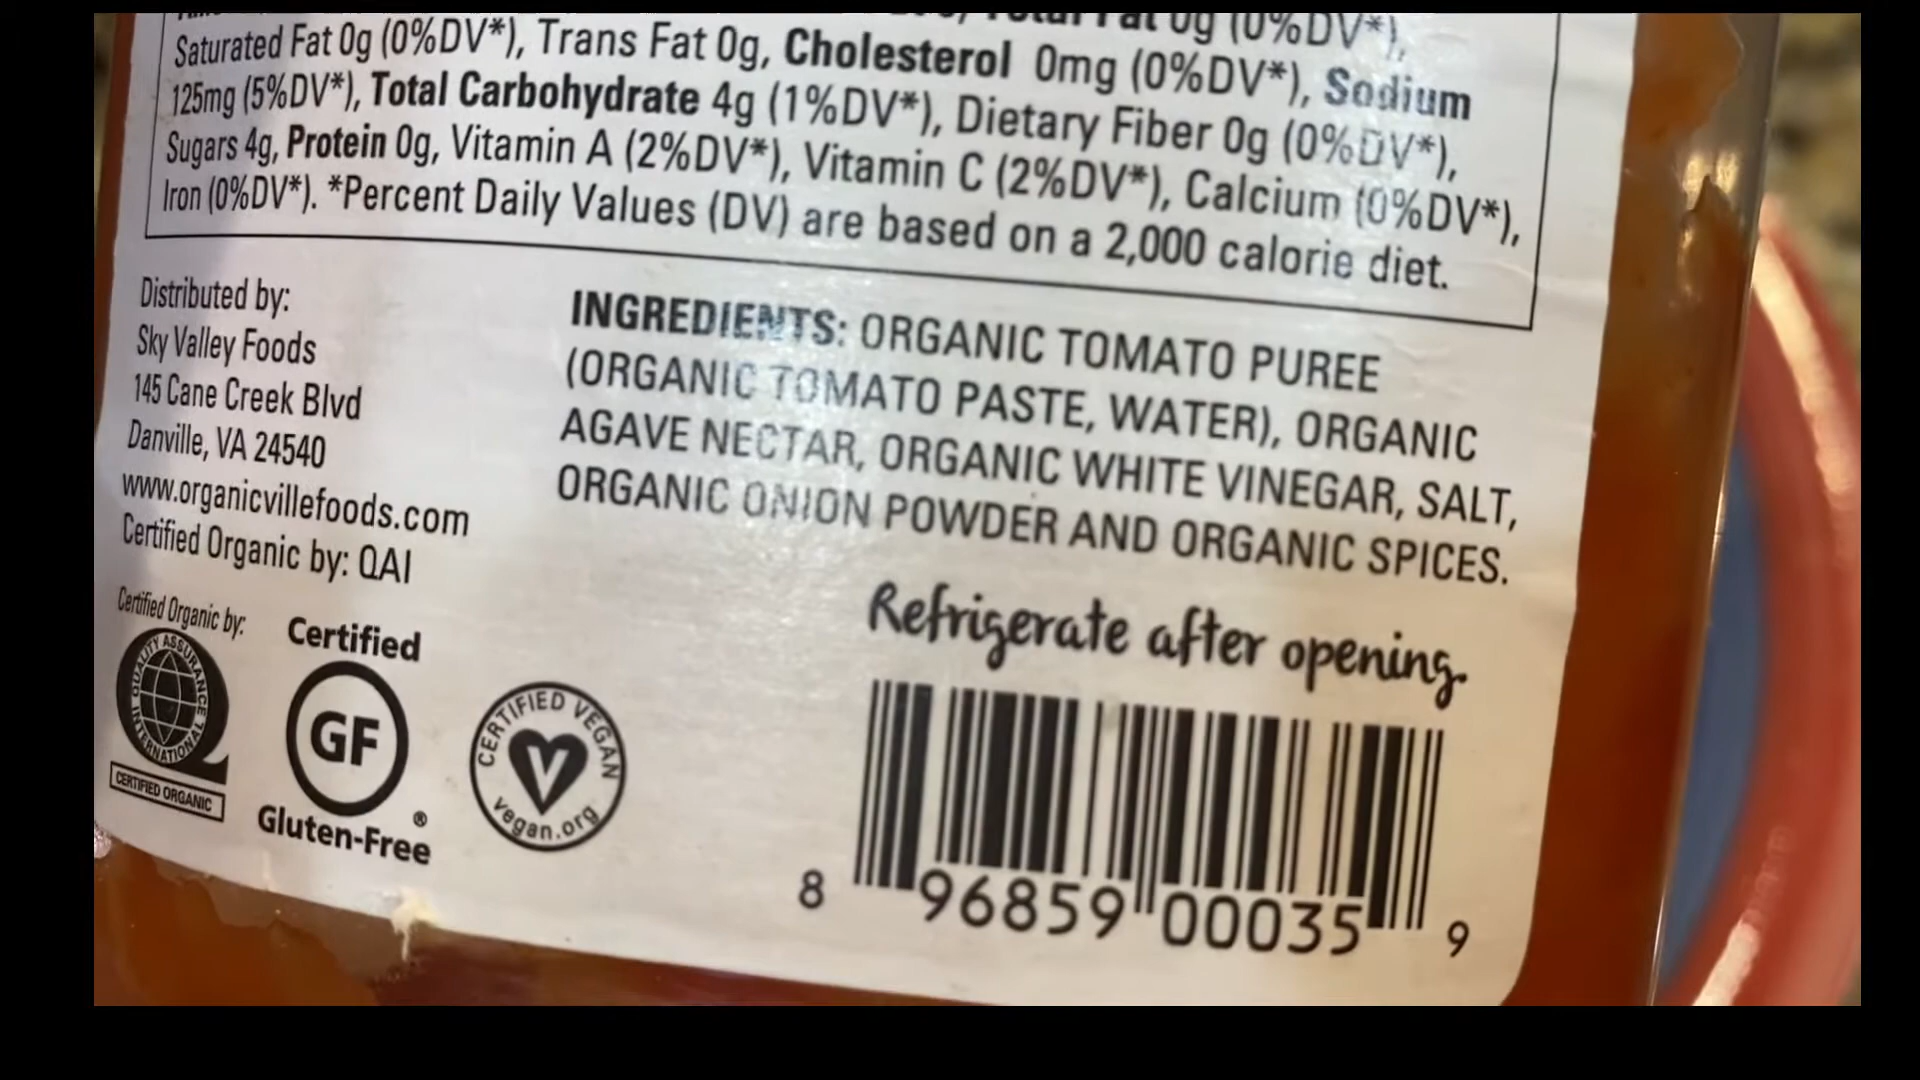 Total Fat 0g (0%DV*),
Saturated Fat 0g (0%DV*), Trans Fat 0g, Cholesterol 0mg (0%DV*), Sodium
125mg (5%DV*), Total Carbohydrate 4g (1%DV*), Dietary Fiber 0g (0%DV*),
Sugars 4g, Protein 0g, Vitamin A (2%DV*), Vitamin C (2%DV*), Calcium (0%DV*),
Iron (0%DV*). *Percent Daily Values (DV) are based on a 2,000 calorie diet.
Distributed by:
Sky Valley Foods
145 Cane Creek Blvd
Danville, VA 24540
www.organicvillefoods.com
Certified Organic by: QAI
INGREDIENTS: ORGANIC TOMATO PUREE
(ORGANIC TOMATO PASTE, WATER), ORGANIC
AGAVE NECTAR, ORGANIC WHITE VINEGAR, SALT,
ORGANIC ONION POWDER AND ORGANIC SPICES.
Refrigerate after opening.
Certified Organic by:
QUALITY ASSURANCE INTERNATIONAL
CERTIFIED ORGANIC
Certified
GF
®
Gluten-Free
CERTIFIED VEGAN
V
vegan.org
8 96859 00035 9